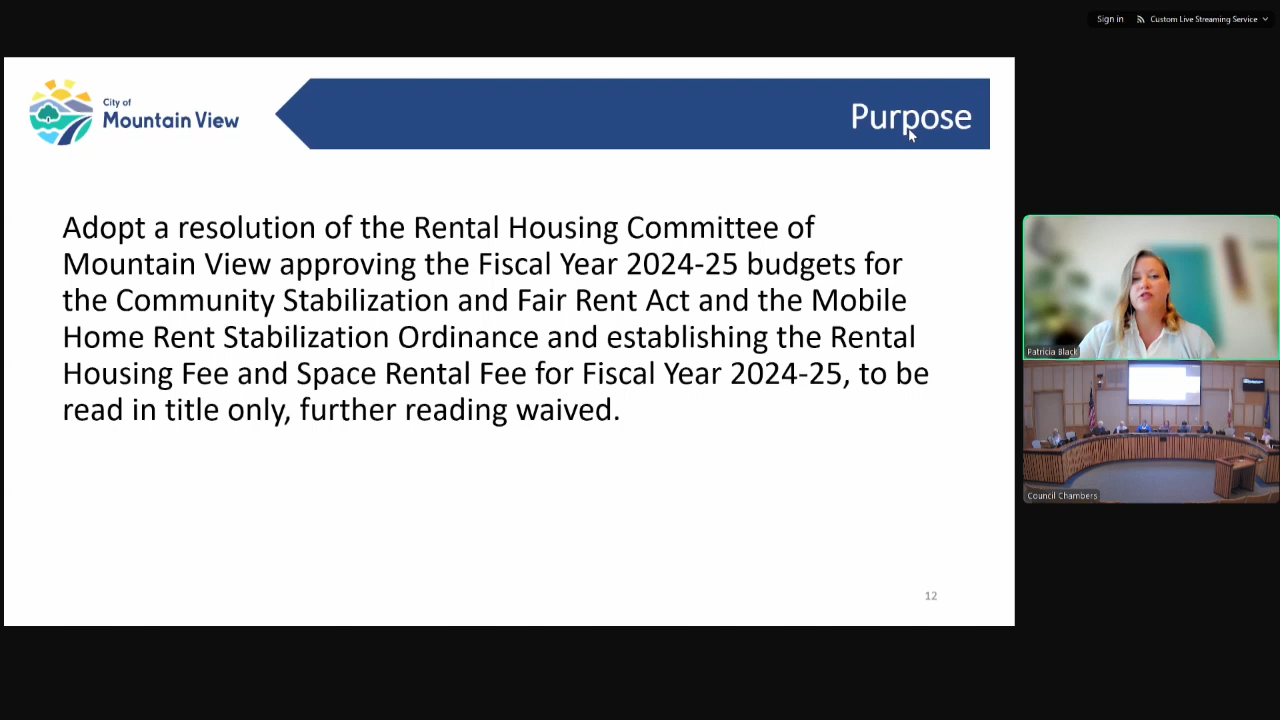 Sign in
Custom Live Streaming Service
City of
Mountain View
Purpose
Adopt a resolution of the Rental Housing Committee of
Mountain View approving the Fiscal Year 2024-25 budgets for
the Community Stabilization and Fair Rent Act and the Mobile
Home Rent Stabilization Ordinance and establishing the Rental
Housing Fee and Space Rental Fee for Fiscal Year 2024-25, to be
read in title only, further reading waived.
12
Patricia Black
Council Chambers